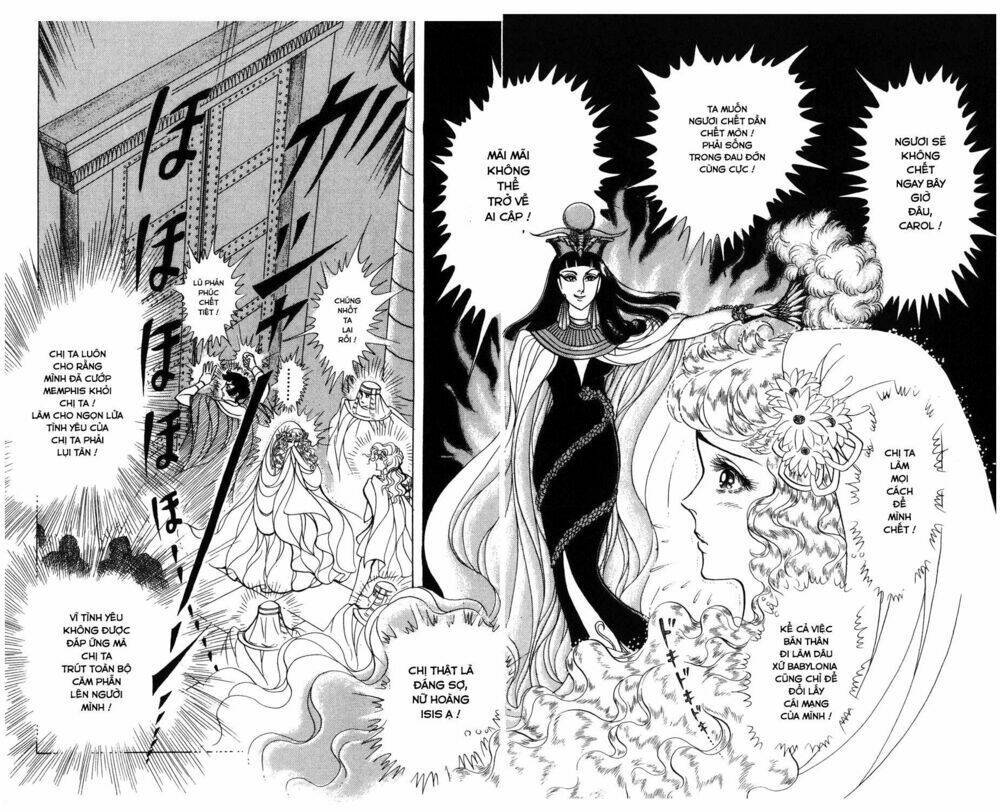 NGƯƠI SẼ
KHÔNG
CHẾT
NGAY BÂY
GIỜ
ĐÂU,
CAROL !
TA MUỐN
NGƯƠI CHẾT DẦN
CHẾT MÒN !
PHẢI SỐNG
TRONG ĐAU ĐỚN
CÙNG CỰC !
MÃI MÃI
KHÔNG
THỂ
TRỞ VỀ
AI CẬP !
CHỊ TA
LÀM
MỌI
CÁCH
ĐỂ
MÌNH
CHẾT!
KỂ CẢ VIỆC
BÁN THÂN
ĐI LÀM DÂU
XỨ BABYLONIA
CŨNG CHỈ ĐỂ
ĐỔI LẤY
CÁI MẠNG
CỦA MÌNH!
ドキドキドキ
CHỊ THẬT LÀ
ĐÁNG SỢ,
NỮ HOÀNG
ISIS Ạ !
ガシャーン
ほほほほほ
CHÚNG
NHỐT
TA
LẠI
RỒI !
LŨ PHẢN
PHÚC
CHẾT
TIỆT !
CHỊ TA LUÔN
CHO RẰNG
MÌNH ĐÃ CƯỚP
MEMPHIS KHỎI
CHỊ TA !
LÀM CHO NGỌN LỬA
TÌNH YÊU CỦA
CHỊ TA PHẢI
LỤI TÀN !
VÌ TÌNH YÊU
KHÔNG ĐƯỢC
ĐÁP ỨNG MÀ
CHỊ TA
TRÚT TOÀN BỘ
CĂM PHẪN
LÊN NGƯỜI
MÌNH !